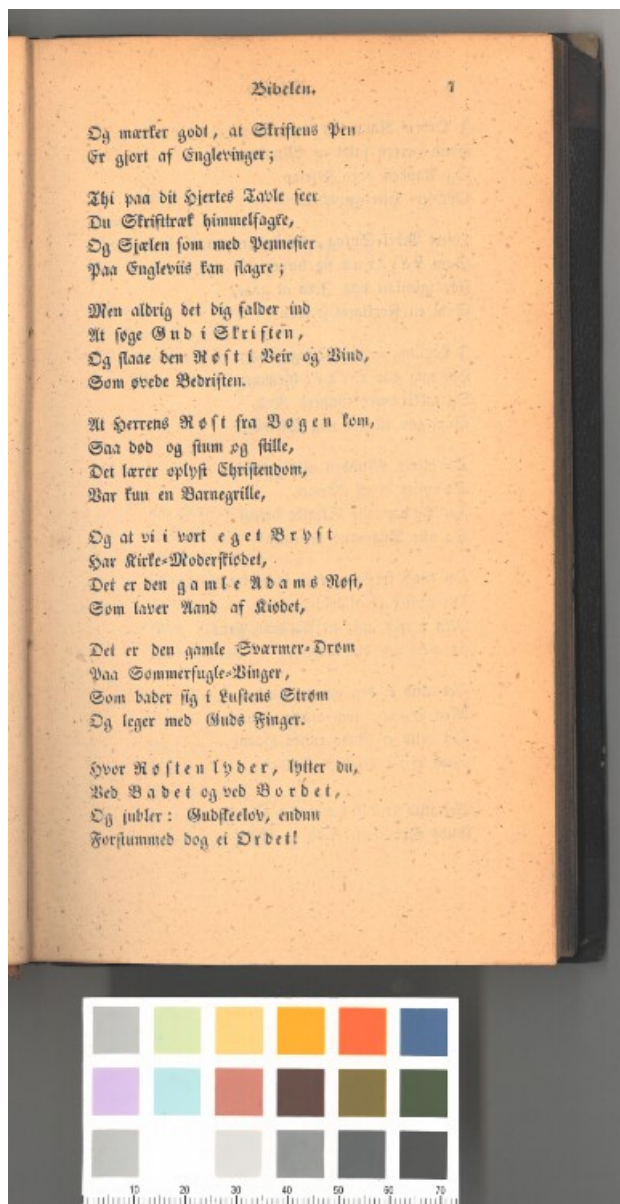 Bibelen. 7
Og mærker godt, at Skriftens Pen
Er gjort af Englevinger;
Thi paa dit Hjertes Tavle seer
Du Skrifttræk himmelfagre,
Og Sjælen som med Pennefier
Paa Engleviis kan flagre;
Men aldrig det dig falder ind
At søge Gud i Skriften,
Og slaae den Røst i Veir og Vind,
Som øvede Bedriften.
At Herrens Røst fra Bogen kom,
Saa død og stum og stille,
Det lærer oplyst Christendom,
Var kun en Barnegrille,
Og at vi i vort eget Bryst
Har Kirke-Moderskiødet,
Det er den gamle Adams Røst,
Som laver Aand af Kiødet,
Det er den gamle Sværmer-Drøm
Paa Sommerfugle-Vinger,
Som bader sig i Lustens Strøm
Og leger med Guds Finger.
Hvor Røsten lyder, lytter du,
Ved Badet og ved Bordet,
Og jubler: Gudskeelov, endnu
Forstummed dog ei Ordet!
10 20 30 40 50 60 70